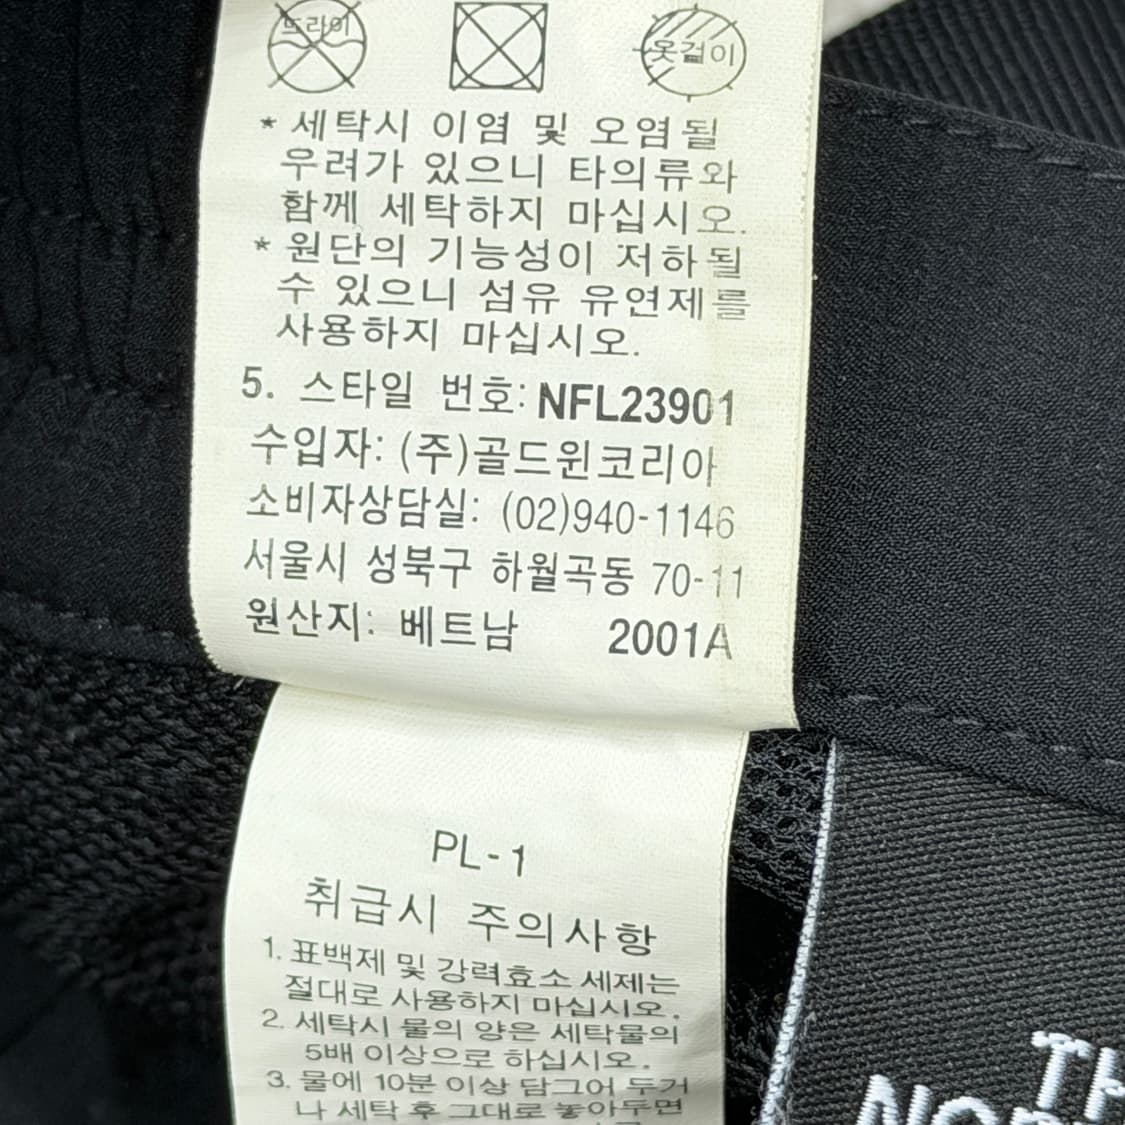 드라이
옷걸이
* 세탁시 이염 및 오염될
우려가 있으니 타의류와
함께 세탁하지 마십시오.
* 원단의 기능성이 저하될
수 있으니 섬유 유연제를
사용하지 마십시오.
5. 스타일 번호: NFL23901
수입자: (주)골드윈코리아
소비자상담실: (02)940-1146
서울시 성북구 하월곡동 70-11
원산지: 베트남 2001A
PL-1
취급시 주의사항
1. 표백제 및 강력효소 세제는
절대로 사용하지 마십시오.
2. 세탁시 물의 양은 세탁물의
5배 이상으로 하십시오.
3. 물에 10분 이상 담그어 두거
나 세탁 후 그대로 놓아두면
TH
NOR